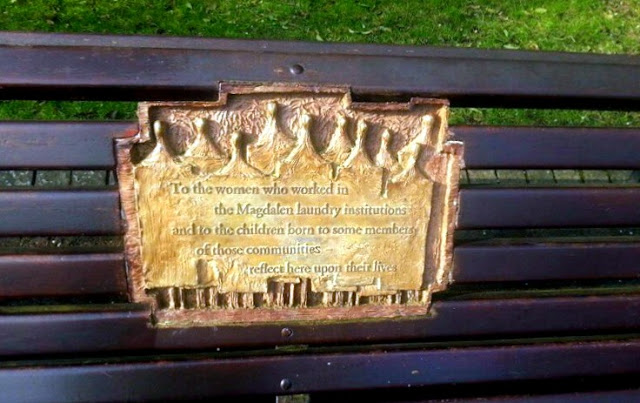 To the women who worked in
the Magdalen laundry institutions
and to the children born to some members
of those communities
reflect here upon their lives